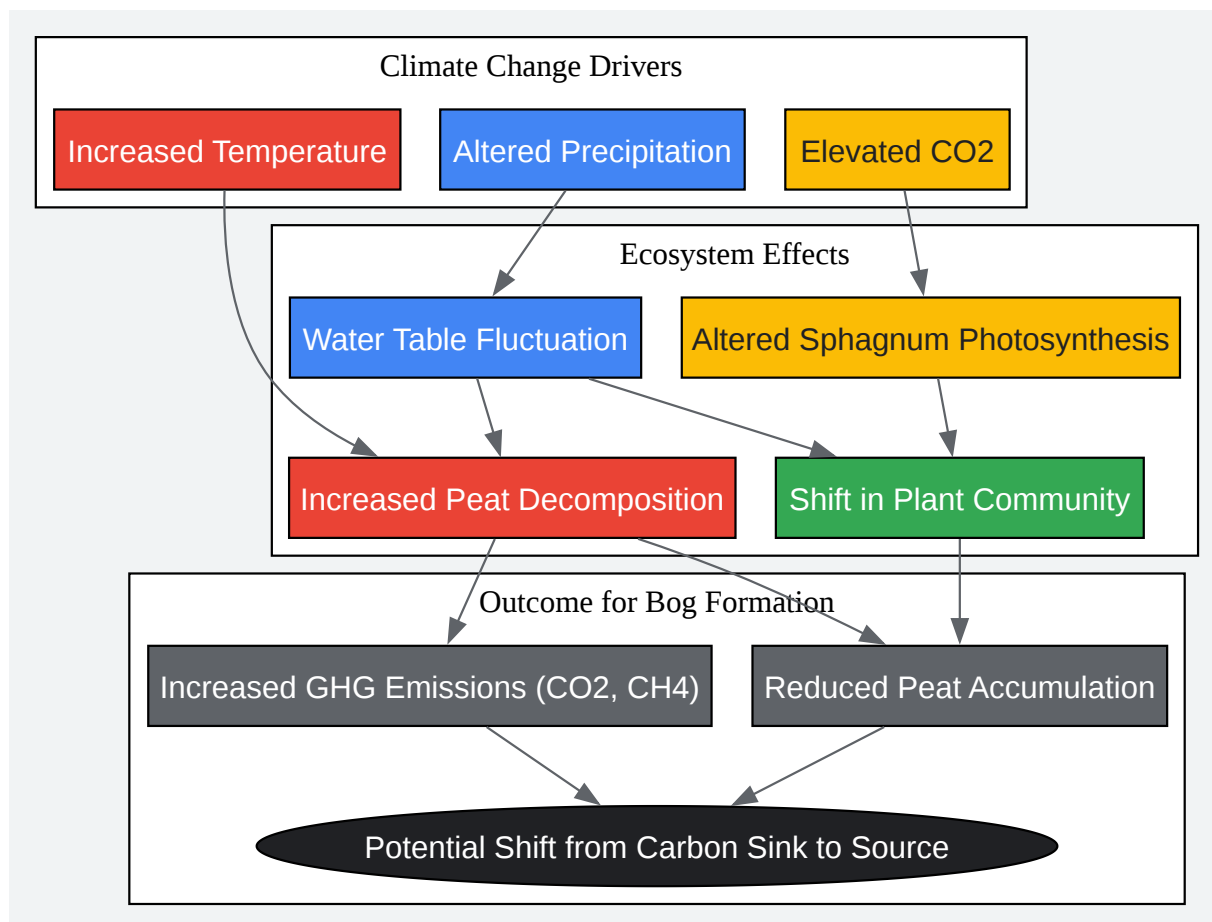 Climate Change Drivers
Increased Temperature
Altered Precipitation
Elevated CO2
Ecosystem Effects
Water Table Fluctuation
Altered Sphagnum Photosynthesis
Increased Peat Decomposition
Shift in Plant Community
Outcome for Bog Formation
Increased GHG Emissions (CO2, CH4)
Reduced Peat Accumulation
Potential Shift from Carbon Sink to Source